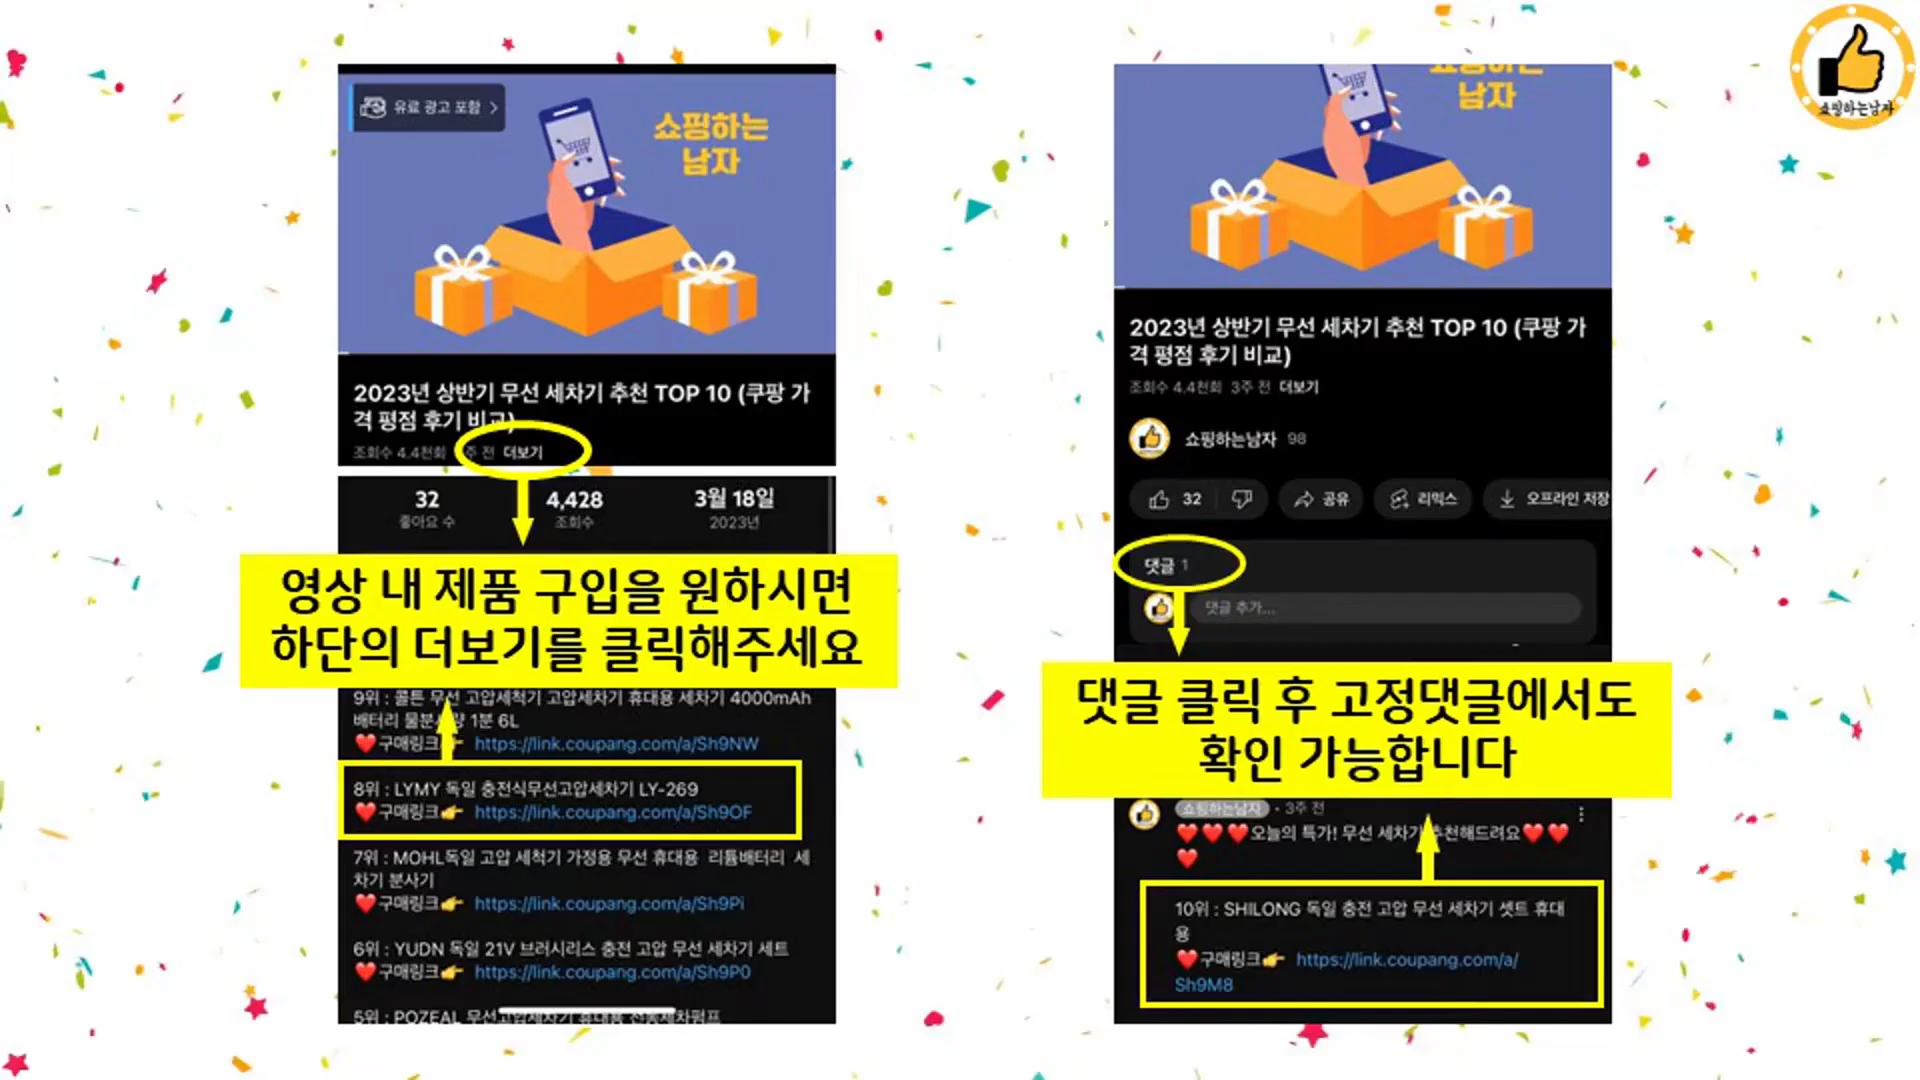 쇼핑하는남자
유료 광고 포함
쇼핑하는
남자
2023년 상반기 무선 세차기 추천 TOP 10 (쿠팡 가
격 평점 후기 비교)
조회수 4.4천회 주 전 더보기
32 4,428 3월 18일
좋아요 수 조회수 2023년
영상 내 제품 구입을 원하시면
하단의 더보기를 클릭해주세요
9위 : 콜튼 무선 고압세척기 고압세차기 휴대용 세차기 4000mAh
배터리 물분사량 1분 6L
구매링크 https://link.coupang.com/a/Sh9NW
8위 : LYMY 독일 충전식무선고압세차기 LY-269
구매링크 https://link.coupang.com/a/Sh9OF
7위 : MOHL독일 고압 세척기 가정용 무선 휴대용 리튬배터리 세
차기 분사기
구매링크 https://link.coupang.com/a/Sh9Pi
6위 : YUDN 독일 21V 브러시리스 충전 고압 무선 세차기 세트
구매링크 https://link.coupang.com/a/Sh9P0
5위 : POZEAL 무선고압세차기 휴대용 전동세차펌프
쇼핑하는
남자
2023년 상반기 무선 세차기 추천 TOP 10 (쿠팡 가
격 평점 후기 비교)
조회수 4.4천회 3주 전 더보기
쇼핑하는남자 98
32 공유 리믹스 오프라인 저장
댓글 1
댓글 추가...
댓글 클릭 후 고정댓글에서도
확인 가능합니다
쇼핑하는남자 · 3주 전
오늘의 특가! 무선 세차기 추천해드려요
10위 : SHILONG 독일 충전 고압 무선 세차기 셋트 휴대
용
구매링크 https://link.coupang.com/a/
Sh9M8